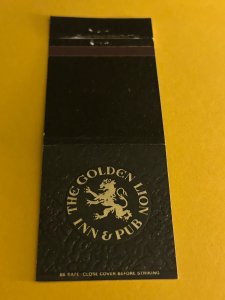 THE GOLDEN LION
INN & PUB
BE SAFE-CLOSE COVER BEFORE STRIKING